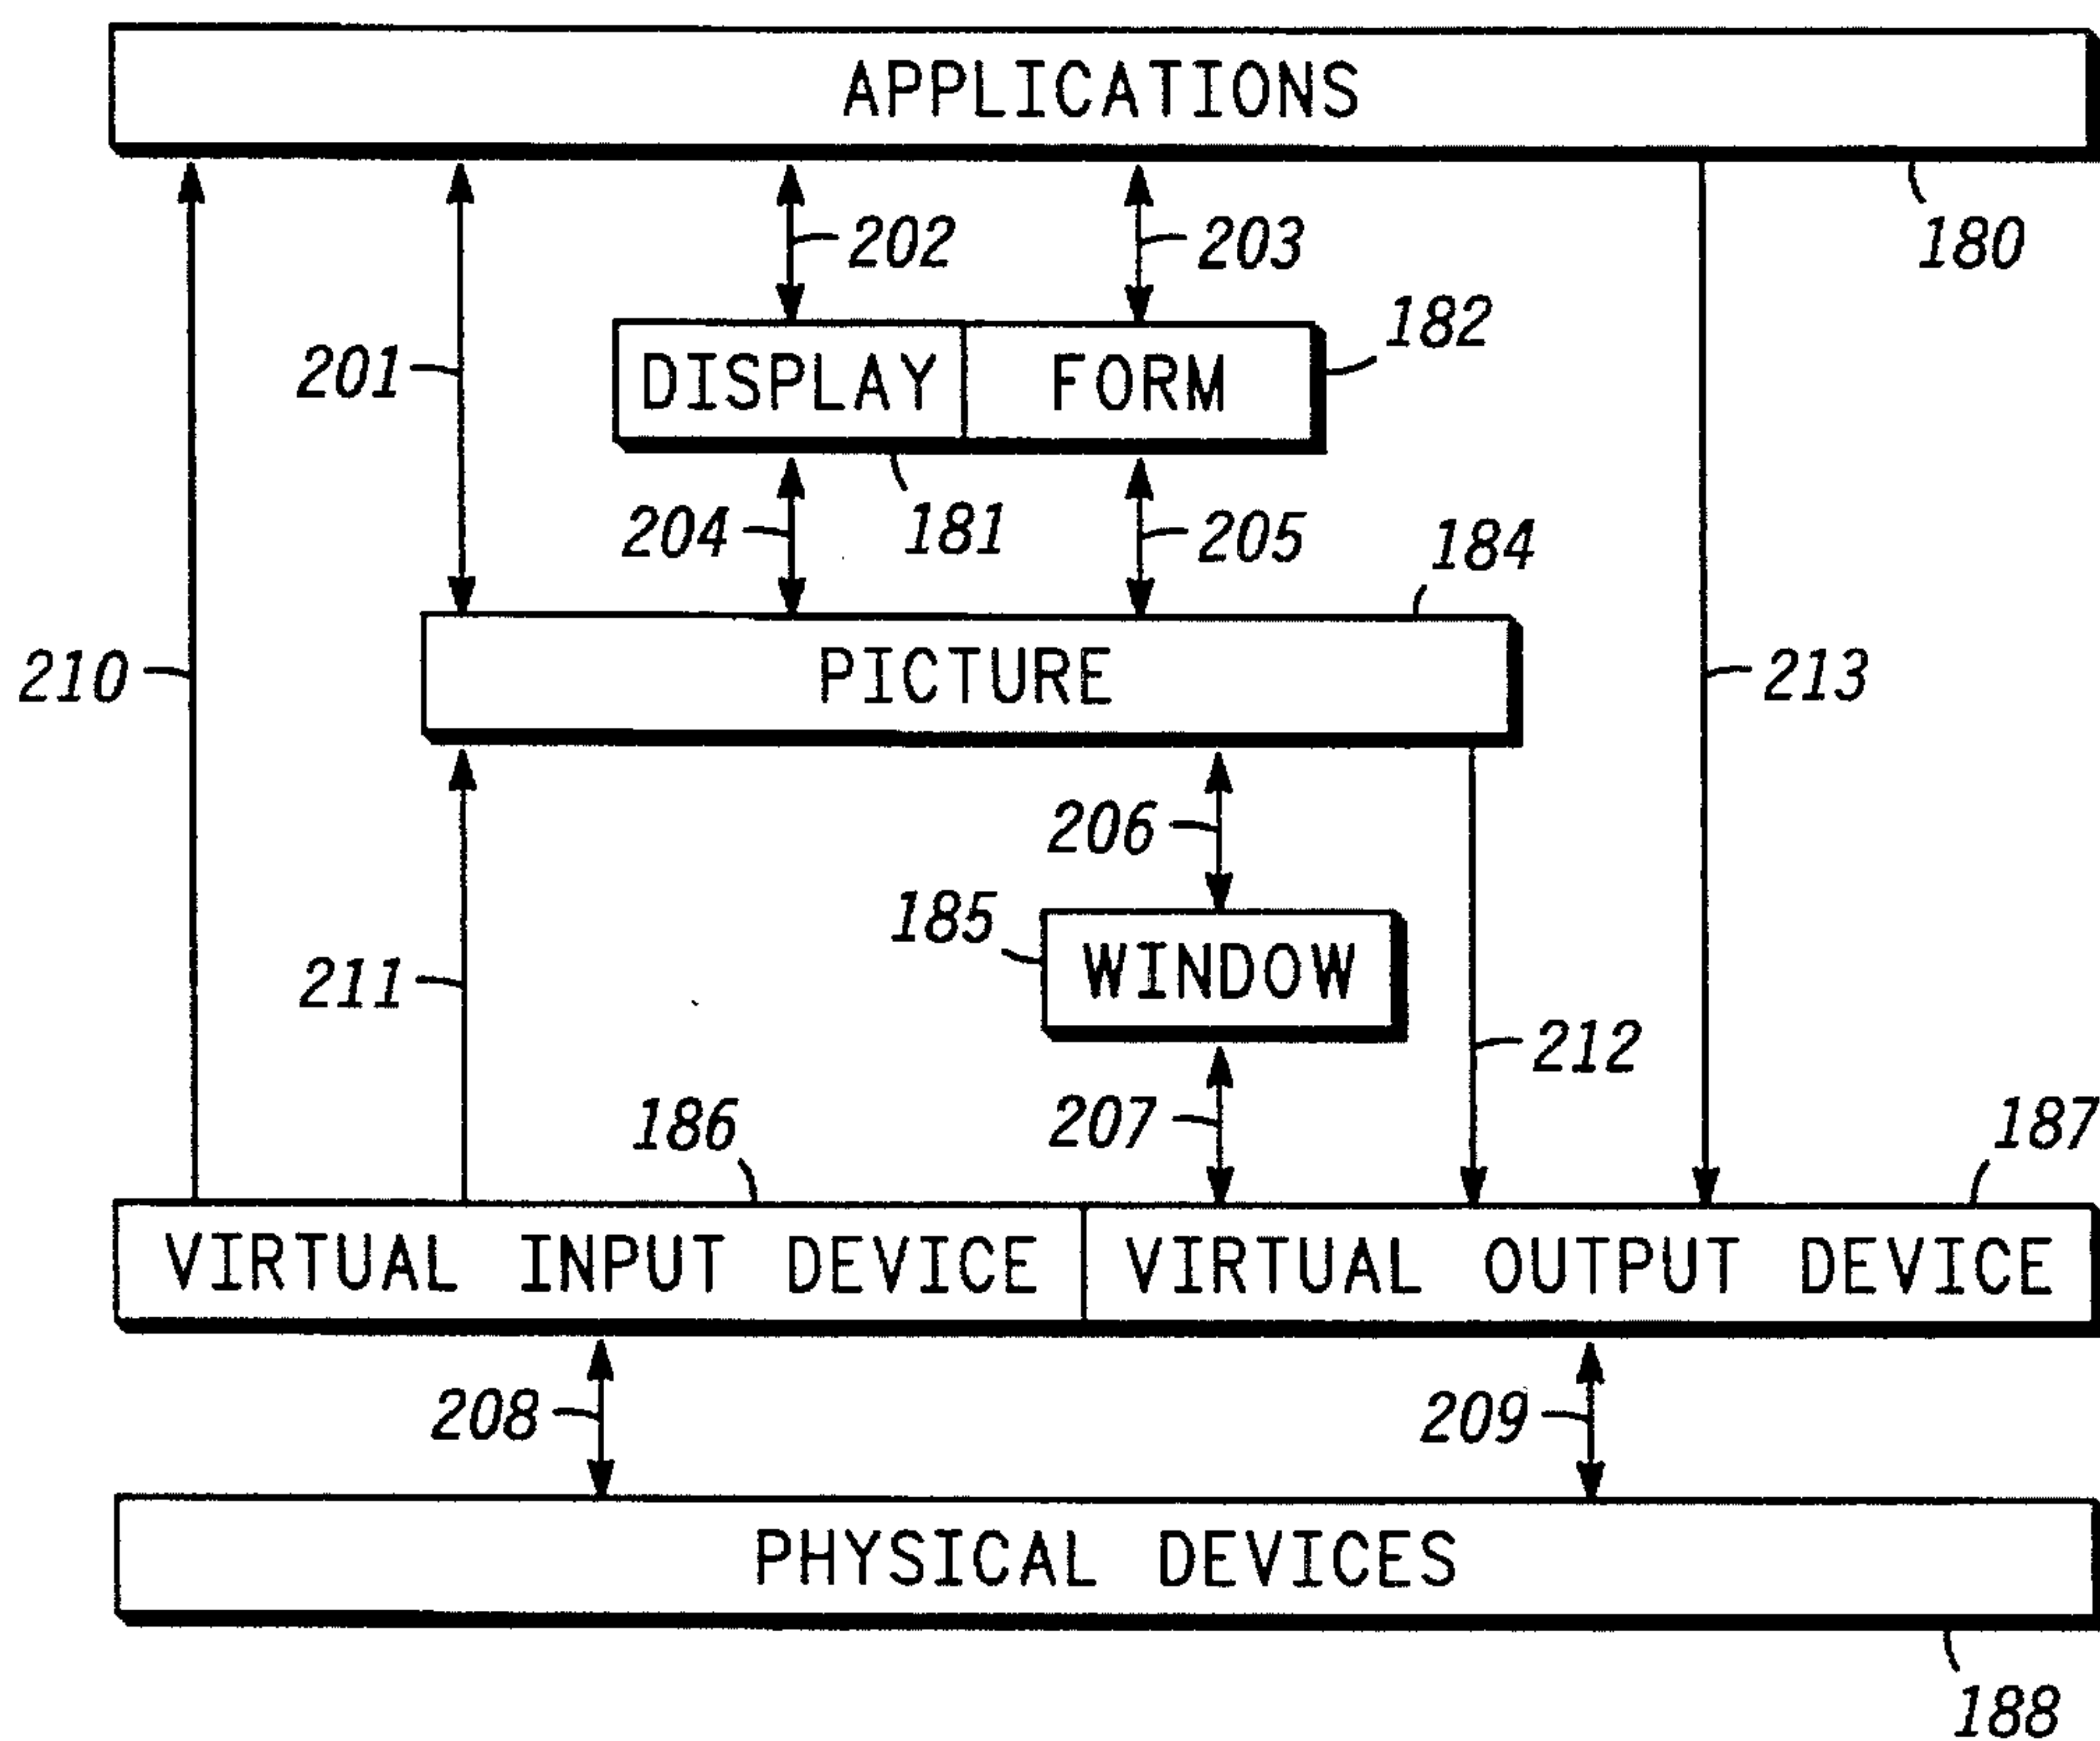 APPLICATIONS
180
202
203
182
201
DISPLAY
FORM
181
204
205
184
210
PICTURE
213
206
185
WINDOW
211
212
207
186
187
VIRTUAL INPUT DEVICE
VIRTUAL OUTPUT DEVICE
208
209
PHYSICAL DEVICES
188